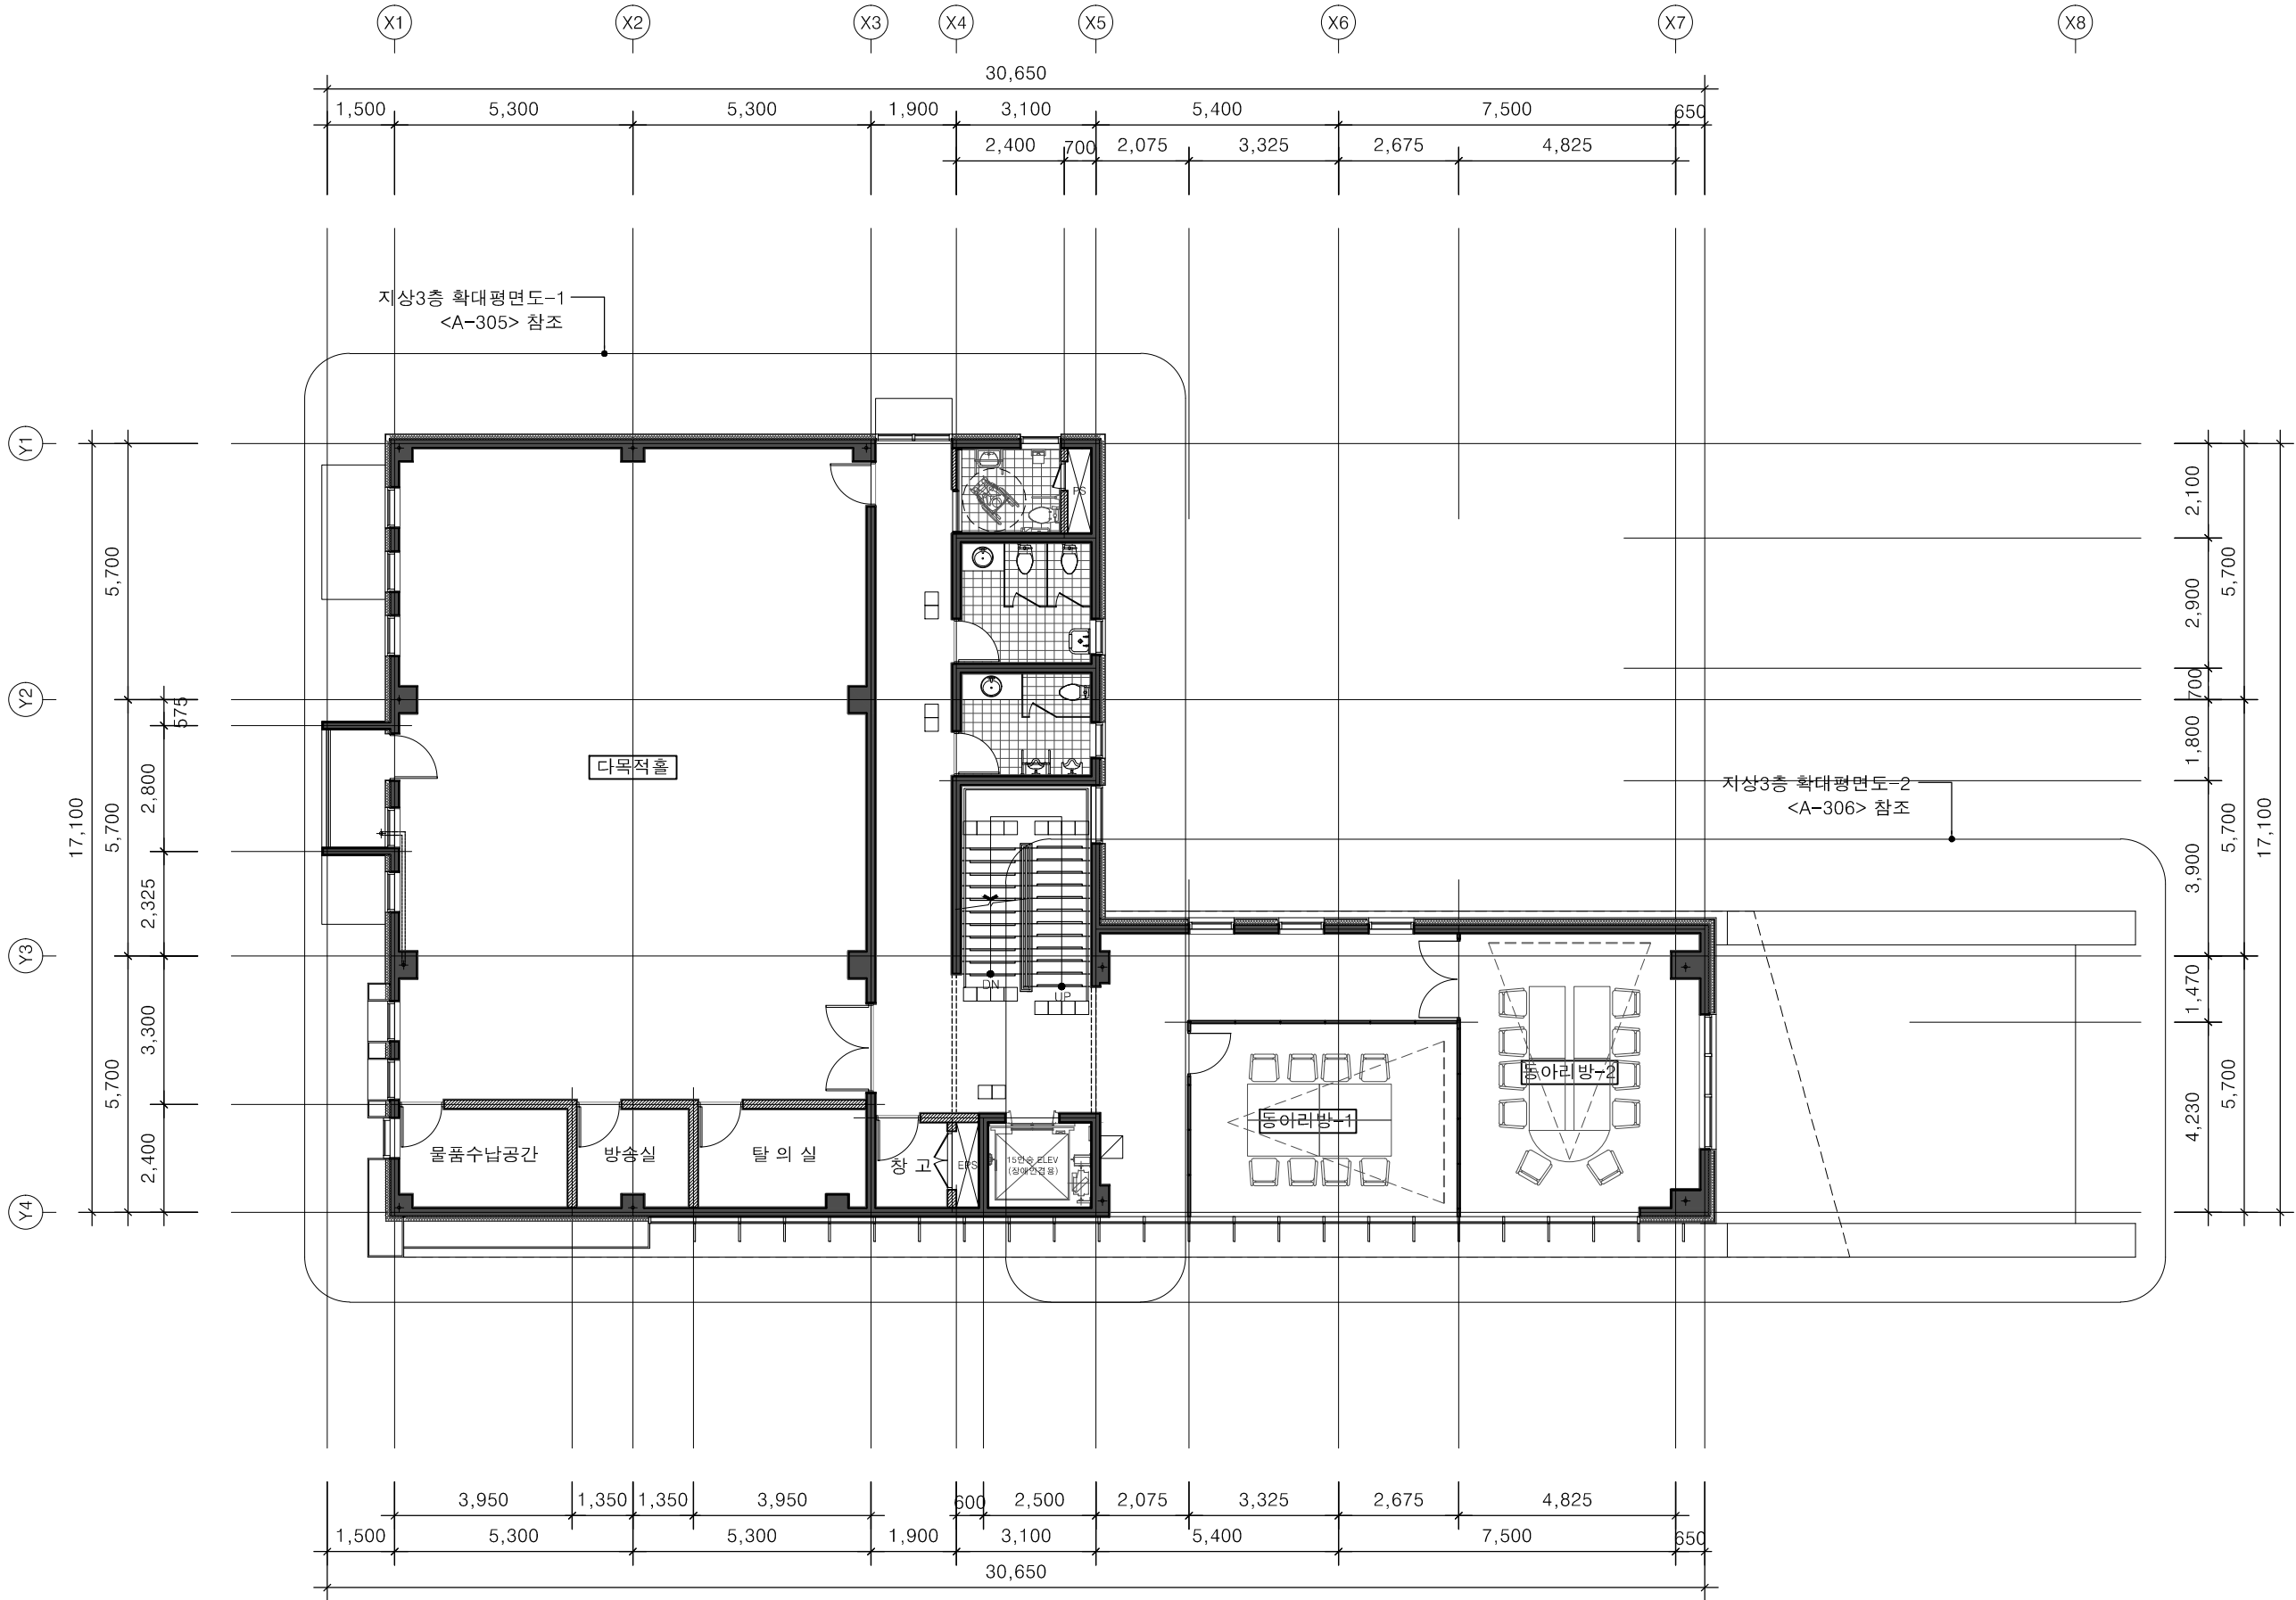 X1 X2 X3 X4 X5 X6 X7 X8
30,650
1,500 5,300 5,300 1,900 3,100 5,400 7,500 650
2,400 700 2,075 3,325 2,675 4,825
지상3층 확대평면도-1
<A-305> 참조
Y1
Y2
Y3
Y4
17,100
5,700
5,700
5,700
575
2,800
2,325
3,300
2,400
PS
다목적홀
DN
UP
지상3층 확대평면도-2
<A-306> 참조
2,100
2,900
700
1,800
3,900
1,470
4,230
5,700
5,700
5,700
17,100
동아리방-2
동아리방-1
물품수납공간
방송실
탈 의 실
창 고
EPS
15인승 ELEV
(장애인겸용)
3,950 1,350 1,350 3,950 600 2,500 2,075 3,325 2,675 4,825
1,500 5,300 5,300 1,900 3,100 5,400 7,500 650
30,650